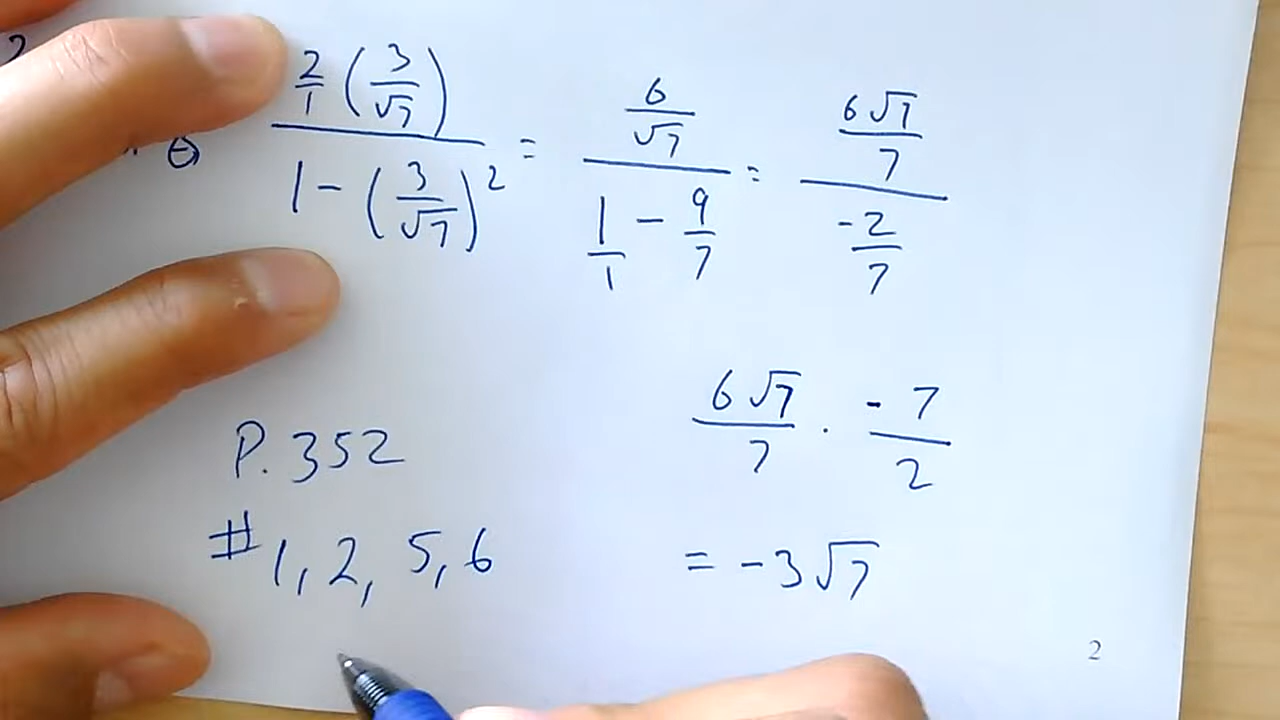 2/1 (3/√7) / 1 - (3/√7)² = 6/√7 / 1/1 - 9/7 = 6√7/7 / -2/7
θ
6√7/7 · -7/2
P. 352
# 1, 2, 5, 6
= -3√7
2